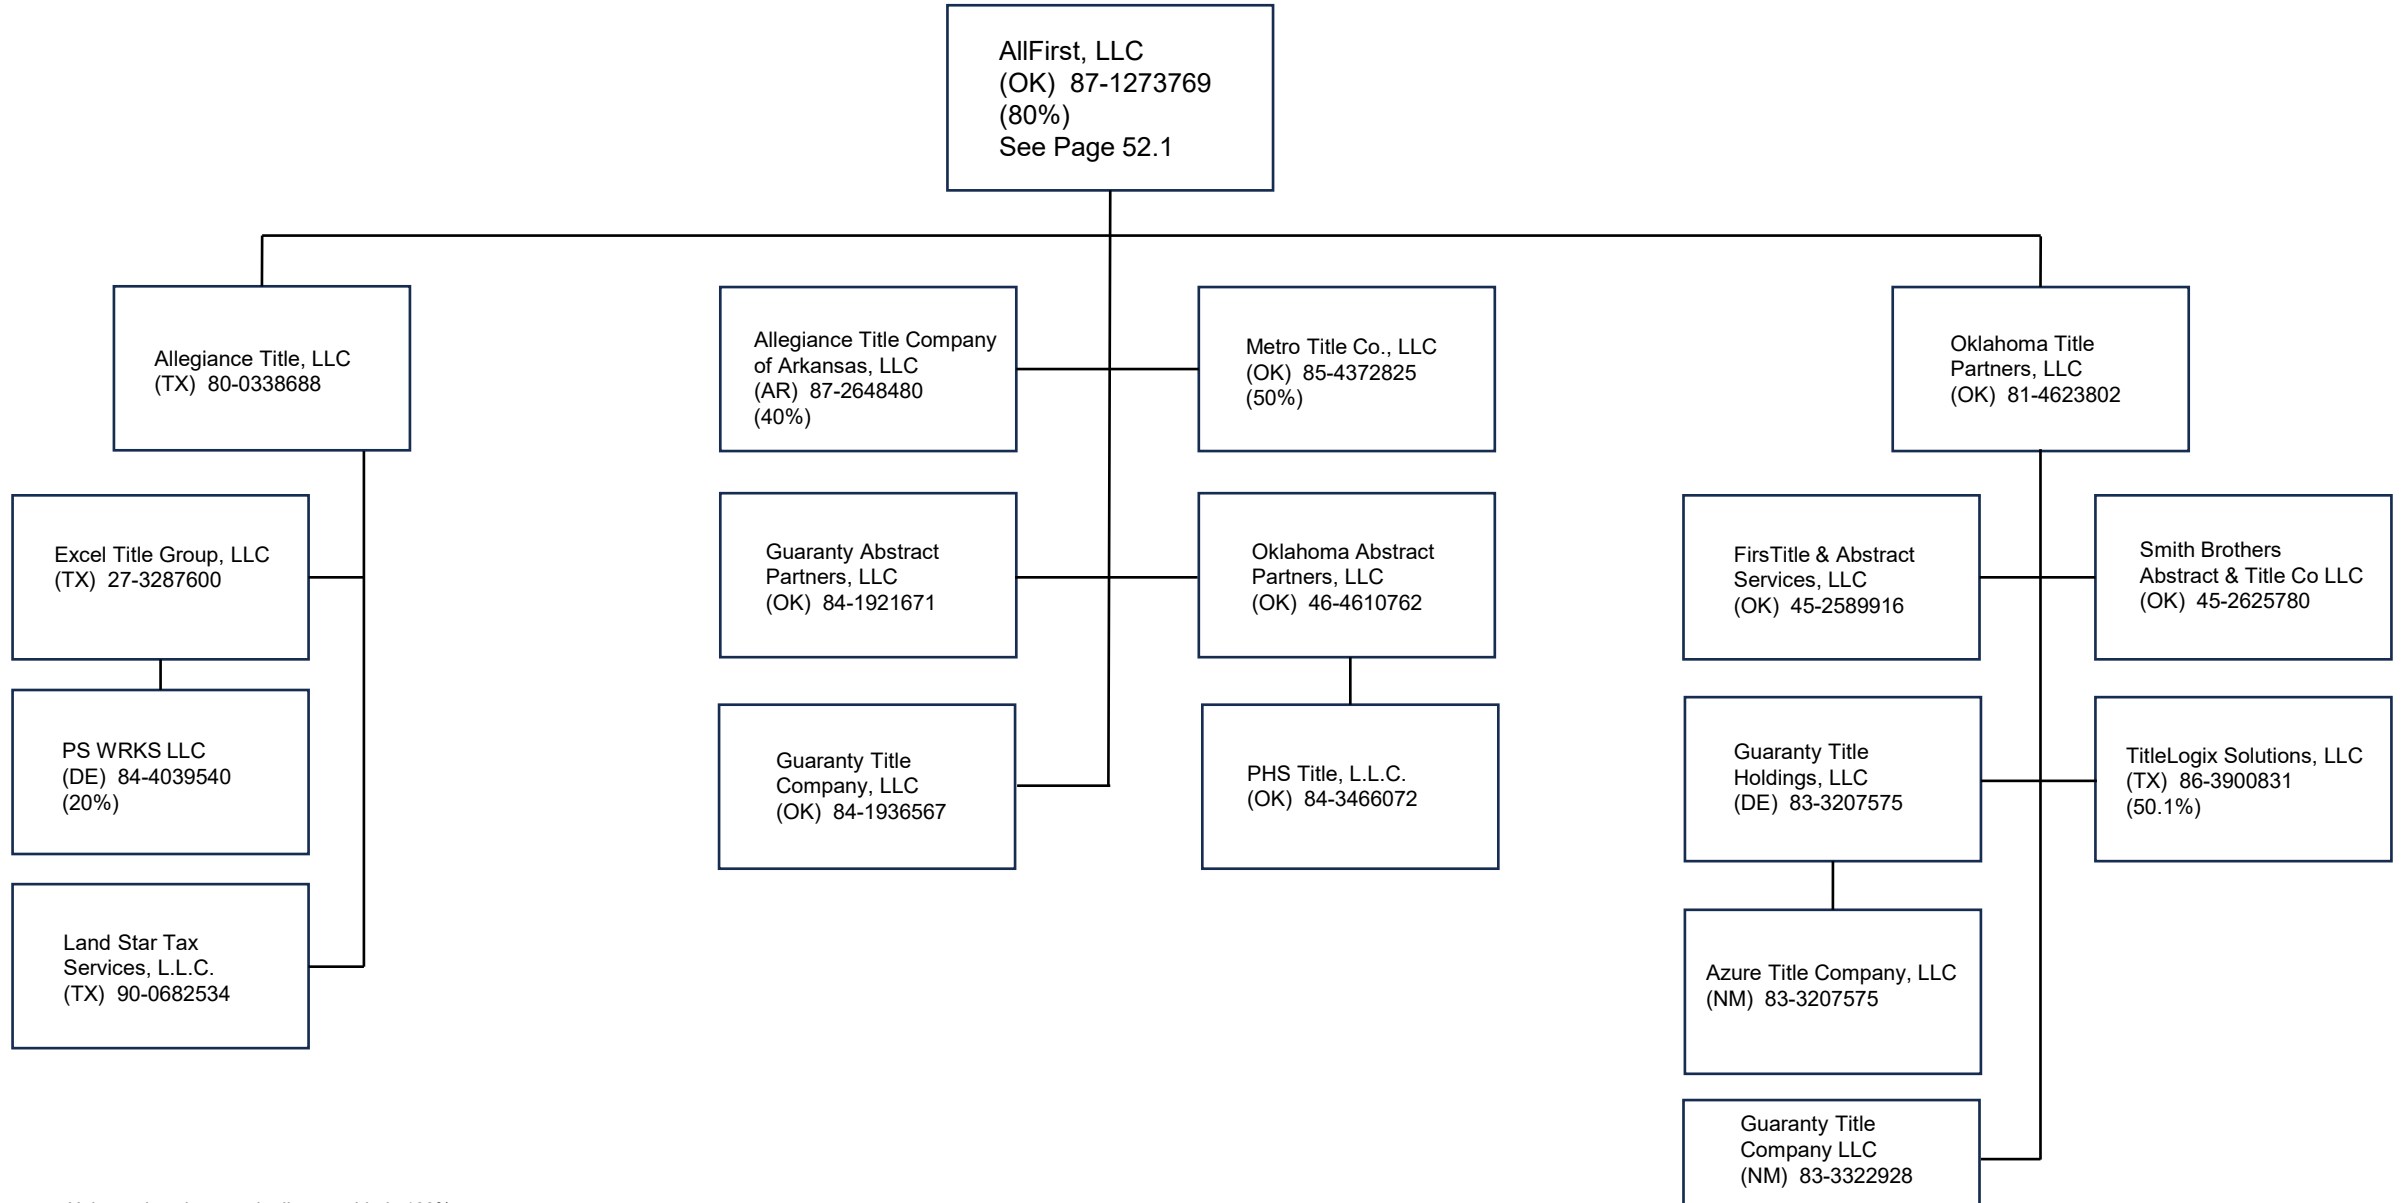 AllFirst, LLC
(OK) 87-1273769
(80%)
See Page 52.1
Allegiance Title, LLC
(TX) 80-0338688
Allegiance Title Company
of Arkansas, LLC
(AR) 87-2648480
(40%)
Metro Title Co., LLC
(OK) 85-4372825
(50%)
Oklahoma Title
Partners, LLC
(OK) 81-4623802
Excel Title Group, LLC
(TX) 27-3287600
Guaranty Abstract
Partners, LLC
(OK) 84-1921671
Oklahoma Abstract
Partners, LLC
(OK) 46-4610762
FirsTitle & Abstract
Services, LLC
(OK) 45-2589916
Smith Brothers
Abstract & Title Co LLC
(OK) 45-2625780
PS WRKS LLC
(DE) 84-4039540
(20%)
Guaranty Title
Company, LLC
(OK) 84-1936567
PHS Title, L.L.C.
(OK) 84-3466072
Guaranty Title
Holdings, LLC
(DE) 83-3207575
TitleLogix Solutions, LLC
(TX) 86-3900831
(50.1%)
Land Star Tax
Services, L.L.C.
(TX) 90-0682534
Azure Title Company, LLC
(NM) 83-3207575
Guaranty Title
Company LLC
(NM) 83-3322928